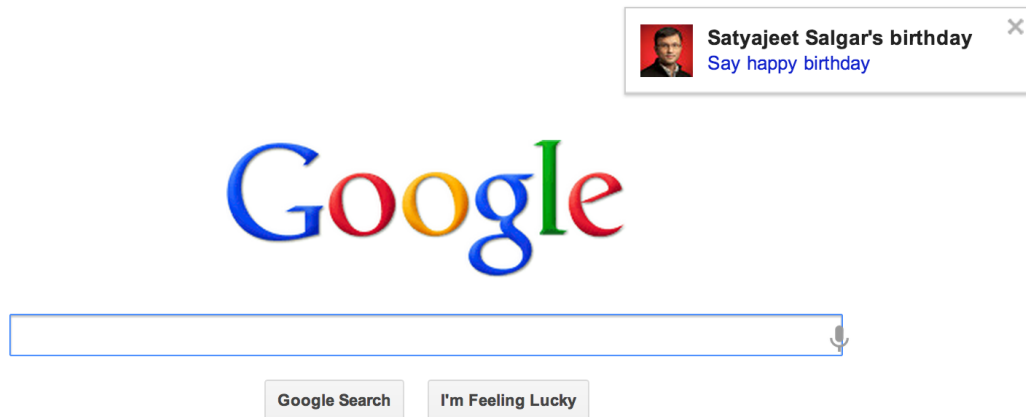 Satyajeet Salgar's birthday
Say happy birthday
Google
Google Search
I'm Feeling Lucky